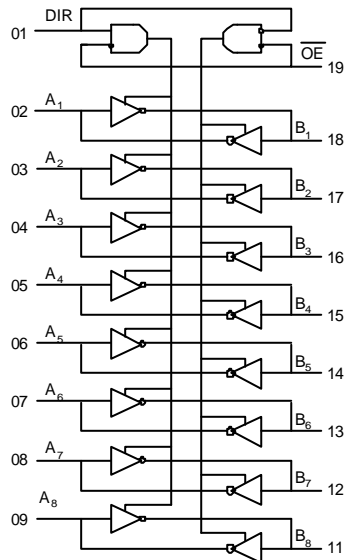 DIR
01
OE
19
02 A1
B1 18
03 A2
B2 17
04 A3
B3 16
05 A4
B4 15
06 A5
B5 14
07 A6
B6 13
08 A7
B7 12
09 A8
B8 11